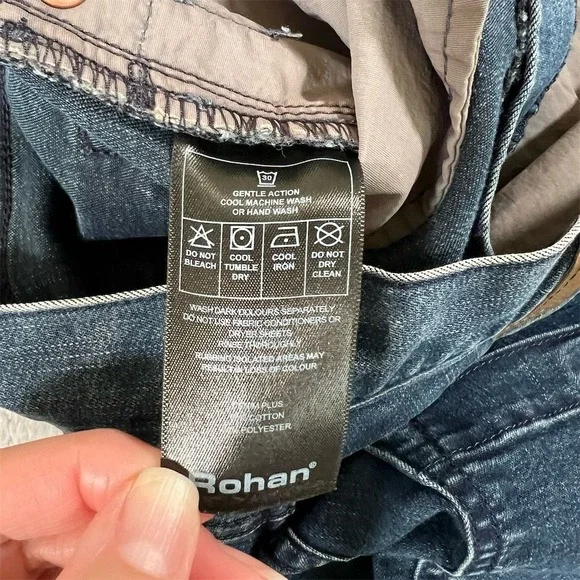 30
GENTLE ACTION
COOL MACHINE WASH
OR HAND WASH
DO NOT BLEACH
COOL TUMBLE DRY
COOL IRON
DO NOT DRY CLEAN
WASH DARK COLOURS SEPARATELY
DO NOT USE FABRIC CONDITIONERS OR
DRYER SHEETS
RINSE THOROUGHLY
RUBBING ISOLATED AREAS MAY
RESULT IN LOSS OF COLOUR
PLUS
COTTON
POLYESTER
Rohan®